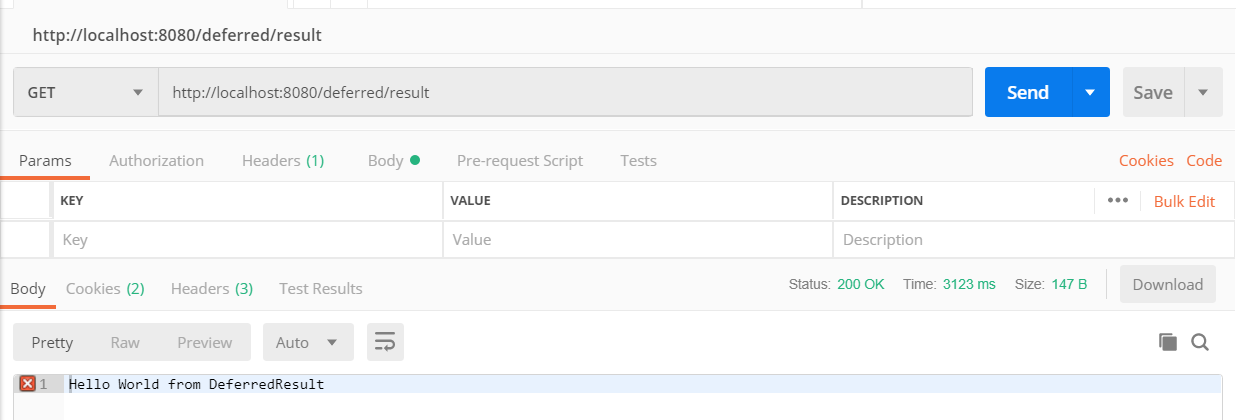 http://localhost:8080/deferred/result
GET http://localhost:8080/deferred/result Send Save
Params Authorization Headers (1) Body Pre-request Script Tests Cookies Code
KEY VALUE DESCRIPTION ••• Bulk Edit
Key Value Description
Body Cookies (2) Headers (3) Test Results Status: 200 OK Time: 3123 ms Size: 147 B Download
Pretty Raw Preview Auto
1 Hello World from DeferredResult